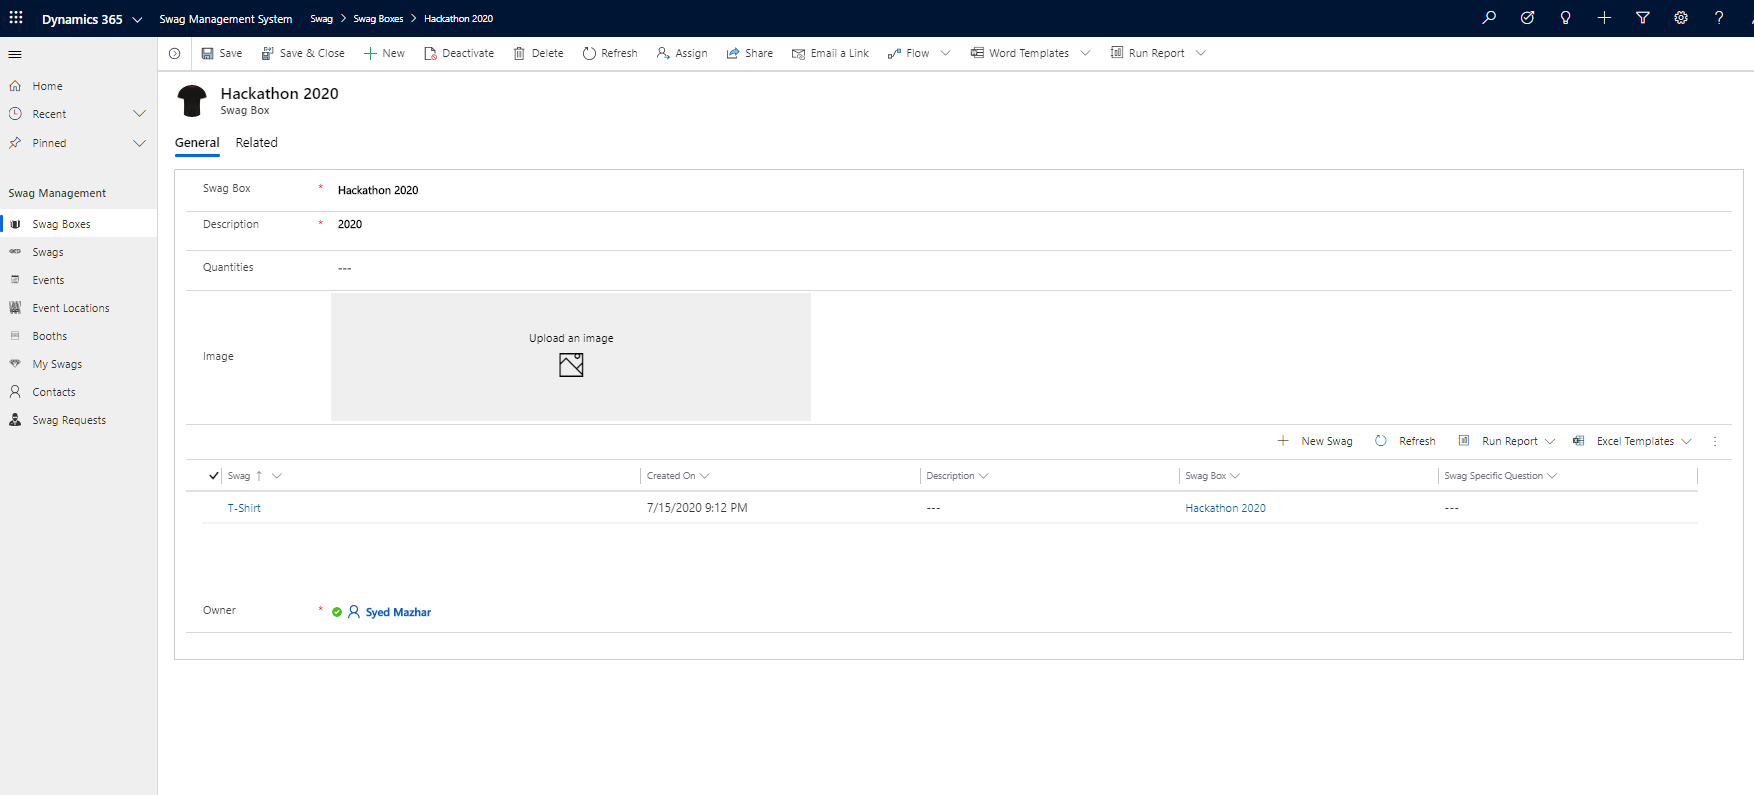 Dynamics 365 Swag Management System Swag > Swag Boxes > Hackathon 2020 ?
Save Save & Close New Deactivate Delete Refresh Assign Share Email a Link Flow Word Templates Run Report
Home
Recent
Pinned
Swag Management
Swag Boxes
Swags
Events
Event Locations
Booths
My Swags
Contacts
Swag Requests
Hackathon 2020
Swag Box
General Related
Swag Box * Hackathon 2020
Description * 2020
Quantities ---
Image
Upload an image
New Swag Refresh Run Report Excel Templates
Swag ↑ Created On Description Swag Box Swag Specific Question
T-Shirt 7/15/2020 9:12 PM --- Hackathon 2020 ---
Owner * Syed Mazhar